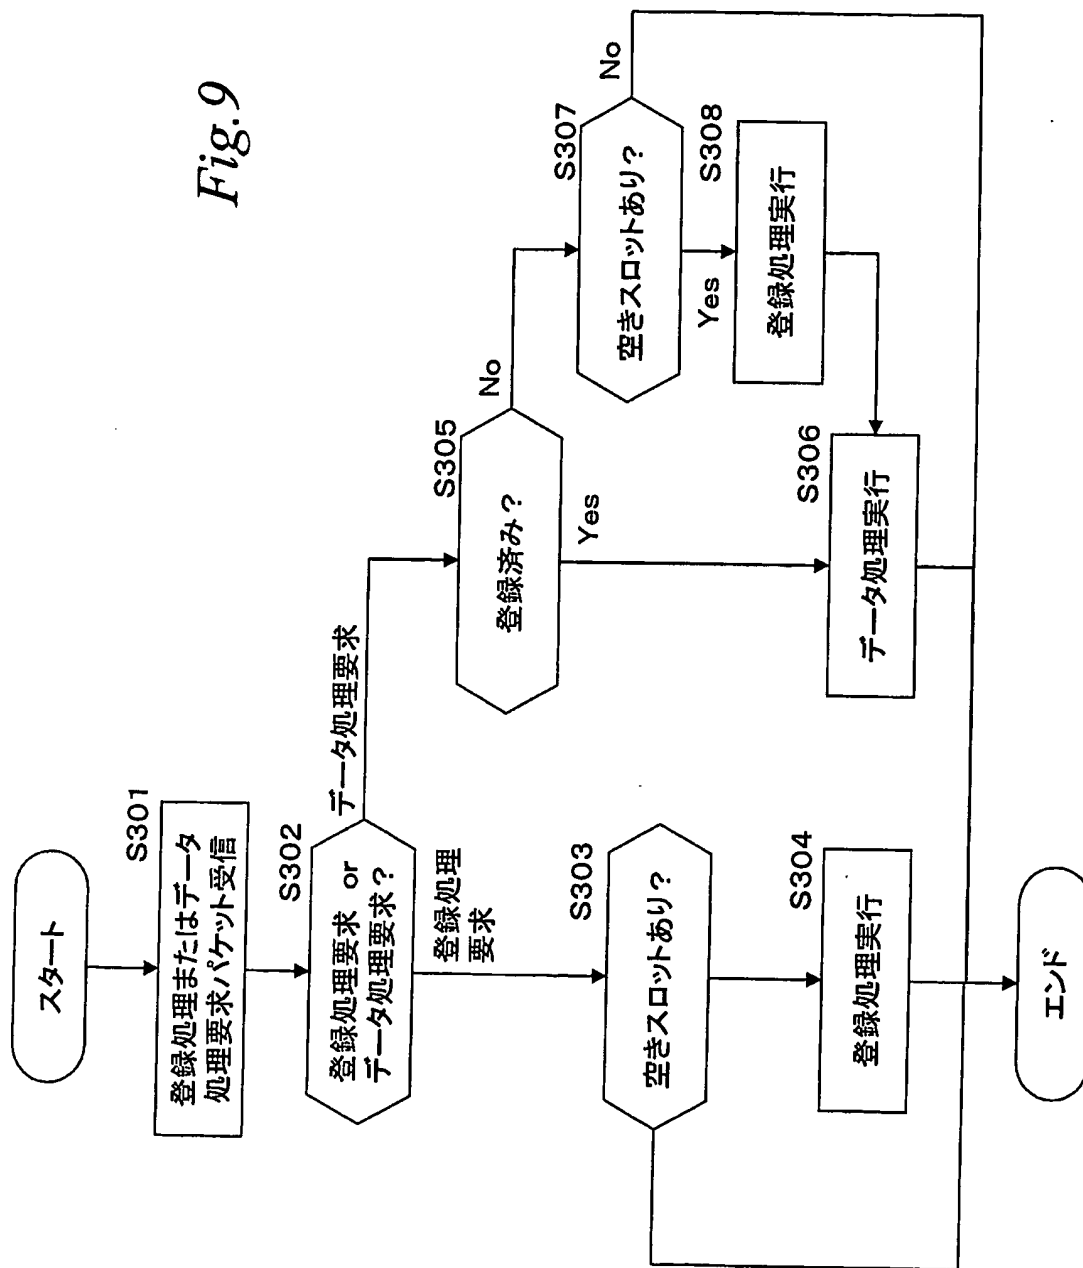 Fig.9
スタート
S301
登録処理またはデータ
処理要求パケット受信
S302
登録処理要求 or
データ処理要求？
データ処理要求
登録処理
要求
S303
空きスロットあり？
S304
登録処理実行
S305
登録済み？
No
Yes
S307
空きスロットあり？
No
Yes
S308
登録処理実行
S306
データ処理実行
エンド